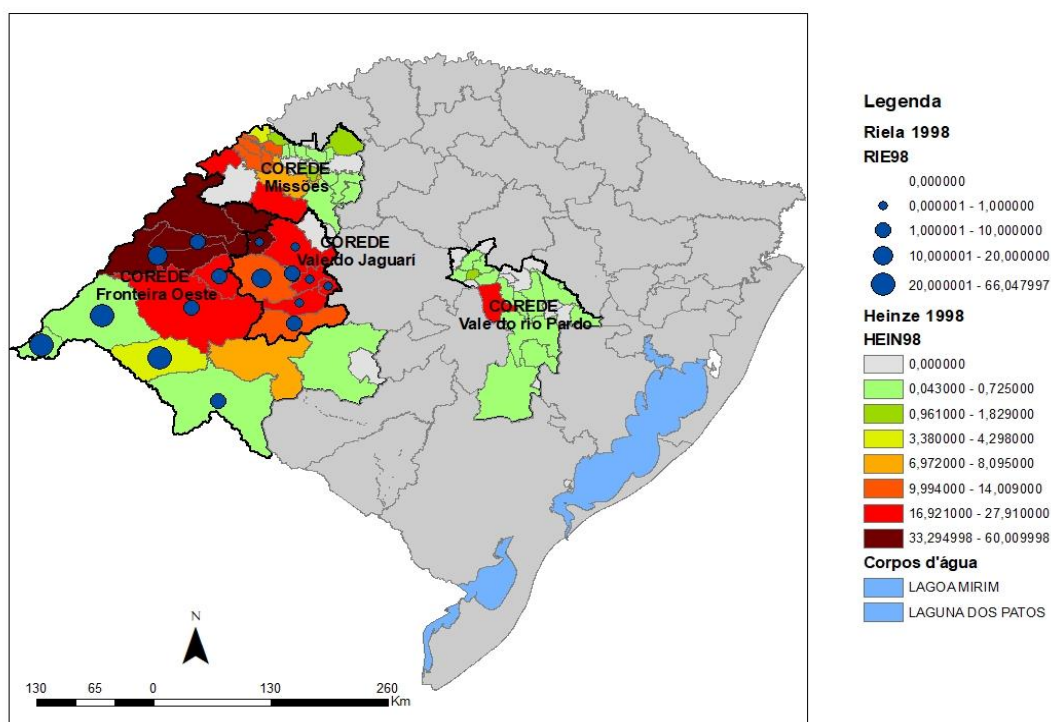 COREDE
Missões
COREDE
Vale do Jaguari
COREDE
Fronteira Oeste
COREDE
Vale do rio Pardo
N
130 65 0 130 260
Km
Legenda
Riela 1998
RIE98
0,000000
0,000001 - 1,000000
1,000001 - 10,000000
10,000001 - 20,000000
20,000001 - 66,047997
Heinze 1998
HEIN98
0,000000
0,043000 - 0,725000
0,961000 - 1,829000
3,380000 - 4,298000
6,972000 - 8,095000
9,994000 - 14,009000
16,921000 - 27,910000
33,294998 - 60,009998
Corpos d'água
LAGOA MIRIM
LAGUNA DOS PATOS